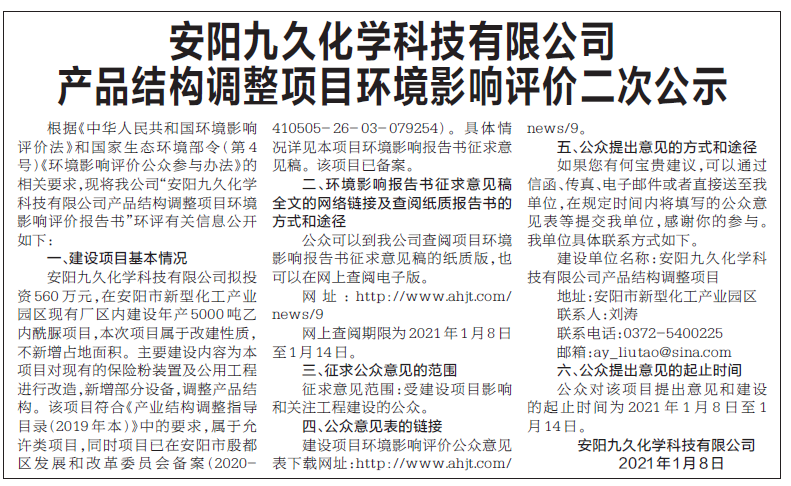 安阳九久化学科技有限公司
产品结构调整项目环境影响评价二次公示
根据《中华人民共和国环境影响
评价法》和国家生态环境部令(第4
号)《环境影响评价公众参与办法》的
相关要求,现将我公司“安阳九久化学
科技有限公司产品结构调整项目环境
影响评价报告书”环评有关信息公开
如下:
一、建设项目基本情况
安阳九久化学科技有限公司拟投
资560万元,在安阳市新型化工产业
园区现有厂区内建设年产5000吨乙
内酰脲项目,本次项目属于改建性质,
不新增占地面积。主要建设内容为本
项目对现有的保险粉装置及公用工程
进行改造,新增部分设备,调整产品结
构。该项目符合《产业结构调整指导
目录(2019年本)》中的要求,属于允
许类项目,同时项目已在安阳市殷都
区发展和改革委员会备案(2020-
410505-26-03-079254)。具体情
况详见本项目环境影响报告书征求意
见稿。该项目已备案。
二、环境影响报告书征求意见稿
全文的网络链接及查阅纸质报告书的
方式和途径
公众可以到我公司查阅项目环境
影响报告书征求意见稿的纸质版,也
可以在网上查阅电子版。
网址:http://www.ahjt.com/
news/9
网上查阅期限为2021年1月8日
至1月14日。
三、征求公众意见的范围
征求意见范围:受建设项目影响
和关注工程建设的公众。
四、公众意见表的链接
建设项目环境影响评价公众意见
表下载网址:http://www.ahjt.com/
news/9。
五、公众提出意见的方式和途径
如果您有何宝贵建议,可以通过
信函、传真、电子邮件或者直接送至我
单位,在规定时间内将填写的公众意
见表等提交我单位,感谢你的参与。
我单位具体联系方式如下。
建设单位名称:安阳九久化学科
技有限公司产品结构调整项目
地址:安阳市新型化工产业园区
联系人:刘涛
联系电话:0372-5400225
邮箱:ay_liutao@sina.com
六、公众提出意见的起止时间
公众对该项目提出意见和建设
的起止时间为2021年1月8日至1
月14日。
安阳九久化学科技有限公司
2021年1月8日